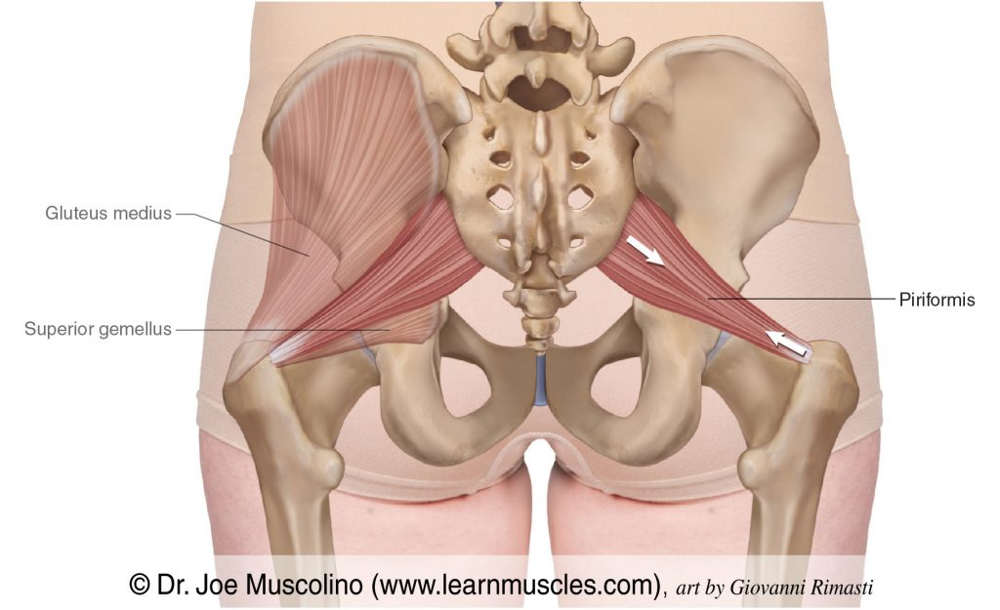 Gluteus medius
Superior gemellus
Piriformis
© Dr. Joe Muscolino (www.learnmuscles.com), art by Giovanni Rimasti